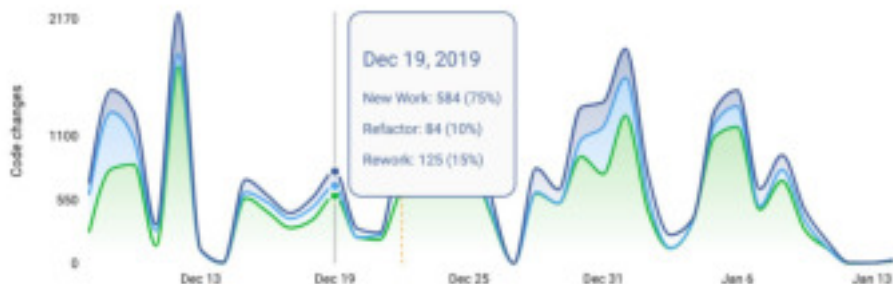 2170
Code changes
1100
550
0
Dec 19, 2019
New Work: 584 (75%)
Refactor: 84 (10%)
Rework: 125 (15%)
Dec 13
Dec 19
Dec 25
Dec 31
Jan 6
Jan 13